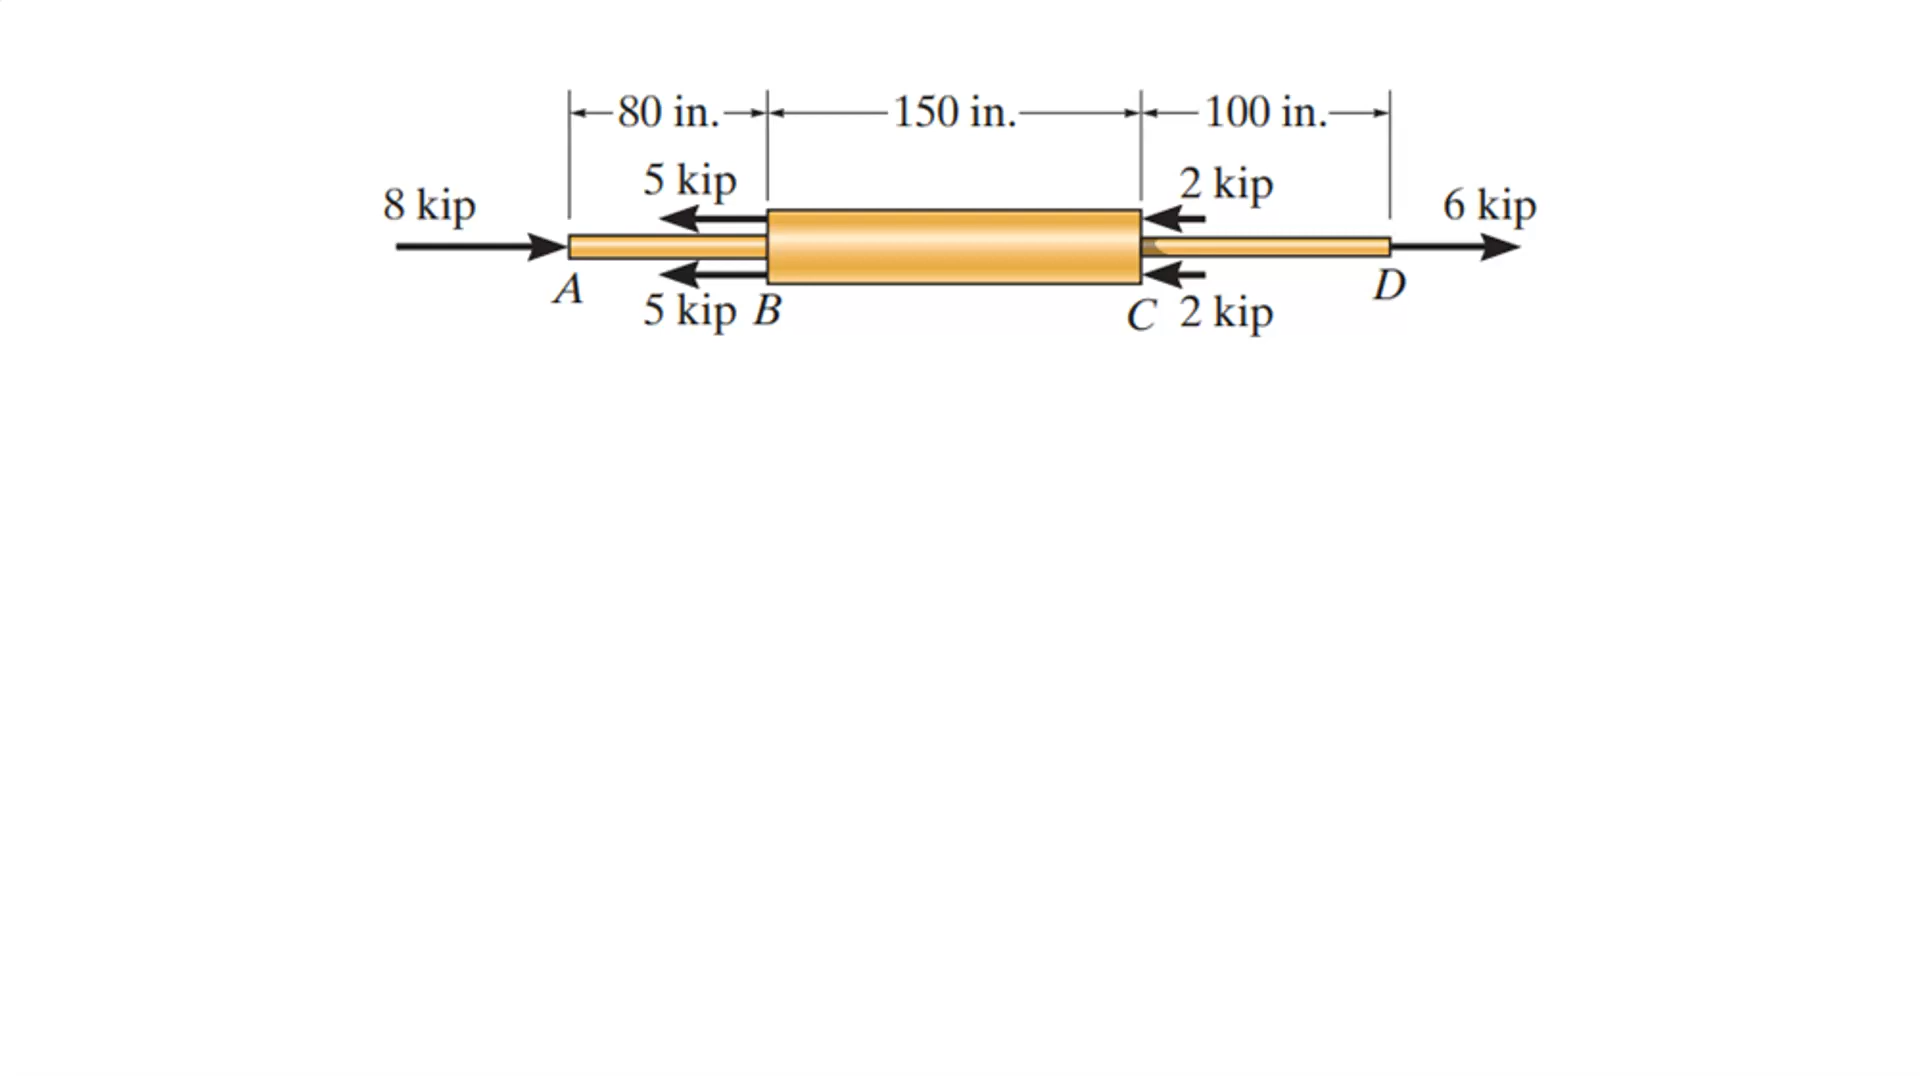 80 in. 150 in. 100 in.
5 kip 2 kip
8 kip 6 kip
A D
5 kip B C 2 kip